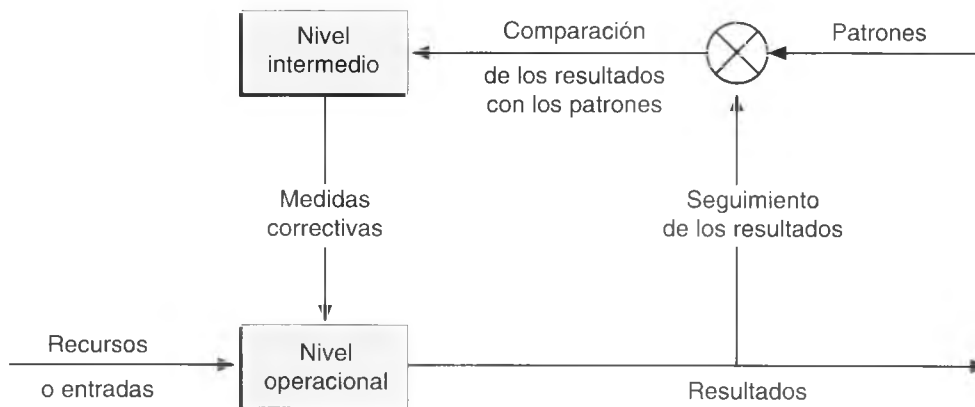 Nivel
intermedio
Comparación
de los resultados
con los patrones
Patrones
Medidas
correctivas
Seguimiento
de los resultados
Recursos
o entradas
Nivel
operacional
Resultados